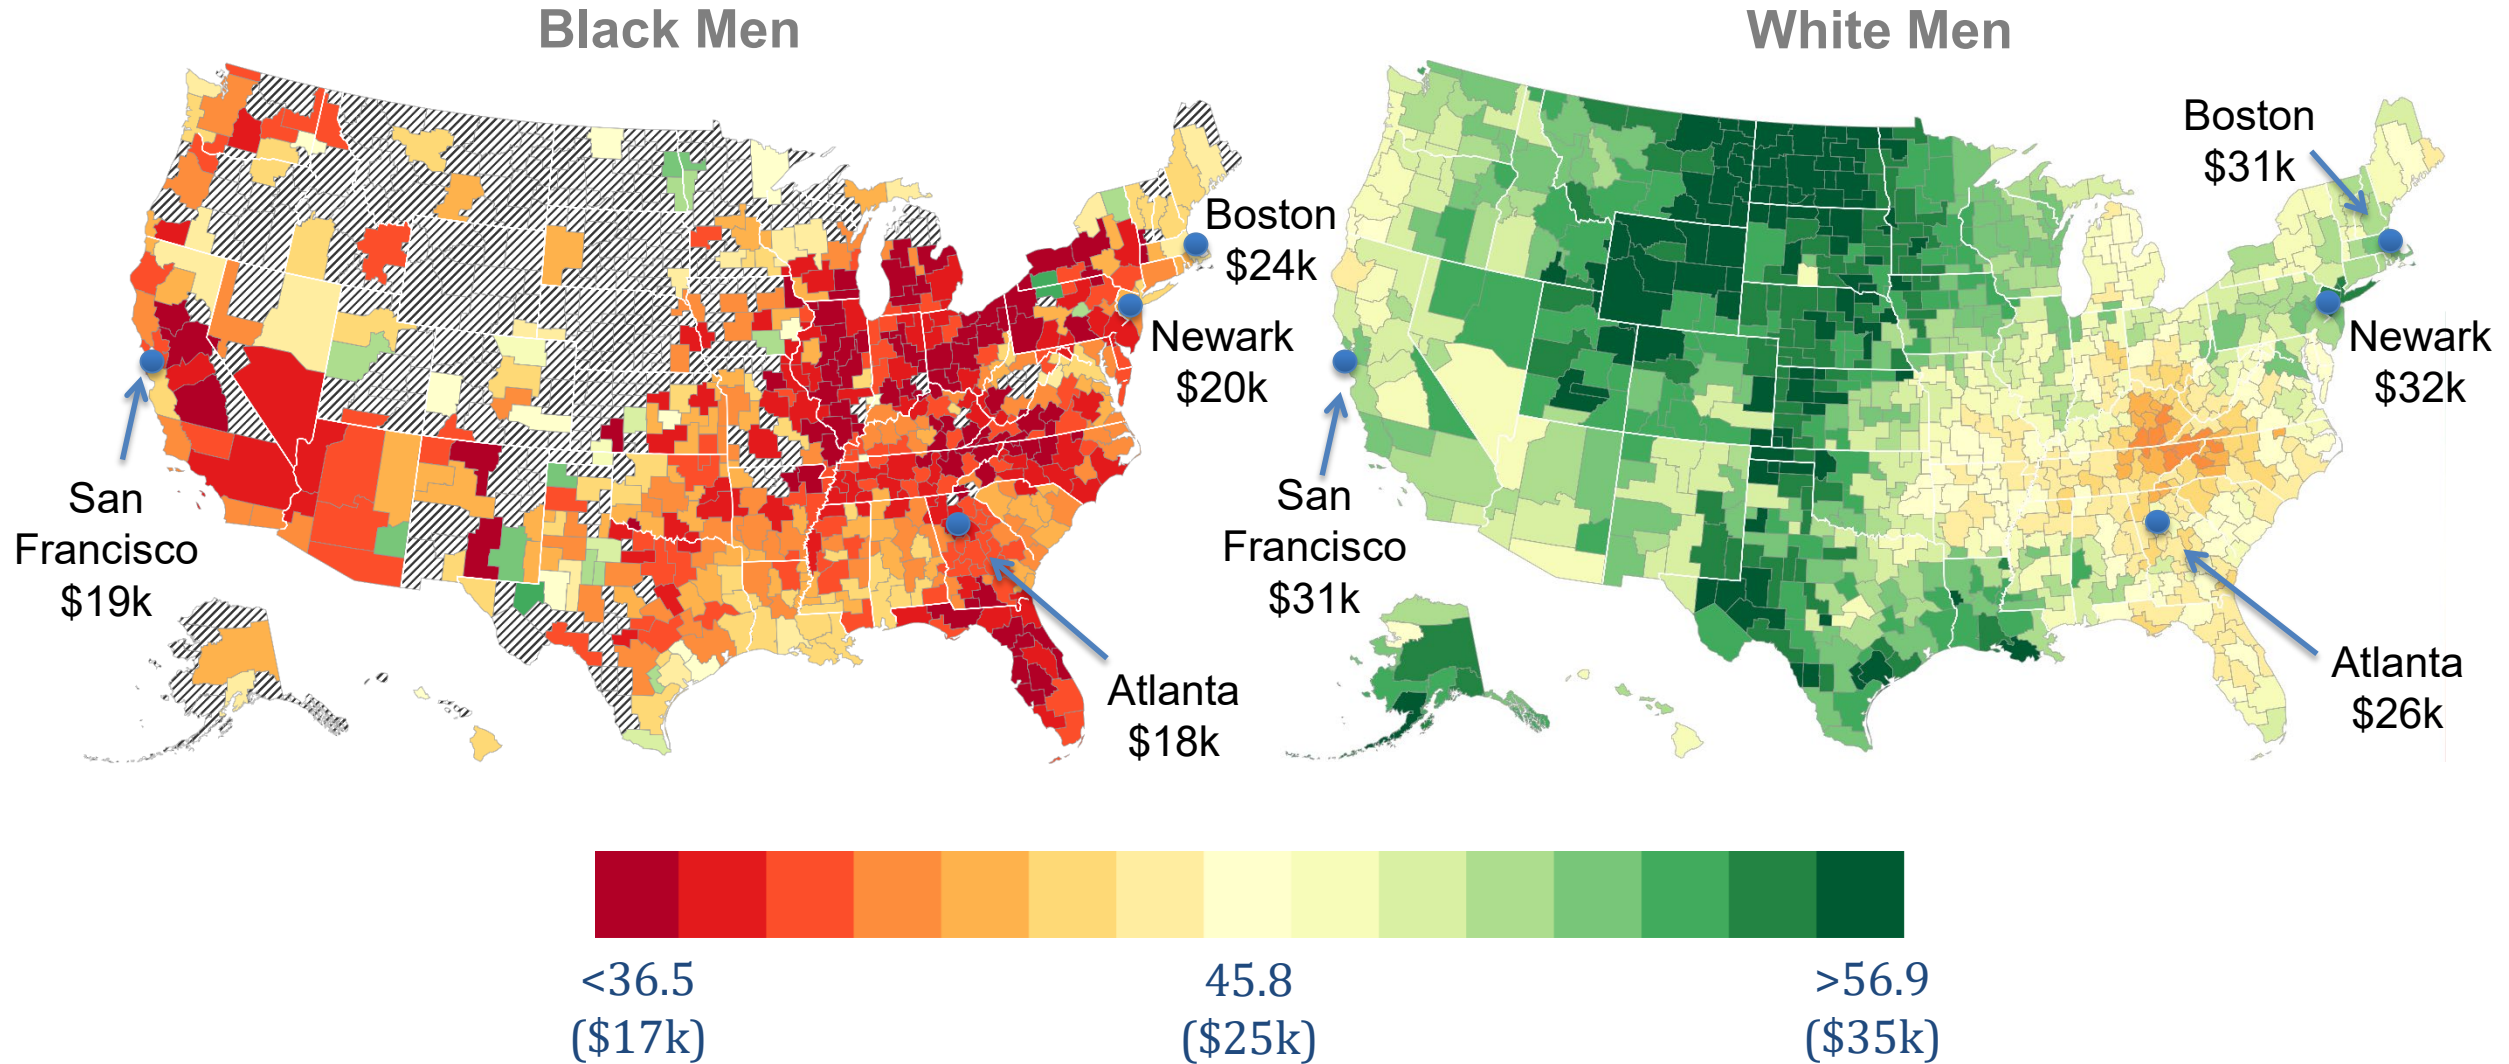 Black Men
White Men
Boston
$24k
Newark
$20k
San
Francisco
$19k
Atlanta
$18k
Boston
$31k
Newark
$32k
San
Francisco
$31k
Atlanta
$26k
<36.5
($17k)
45.8
($25k)
>56.9
($35k)